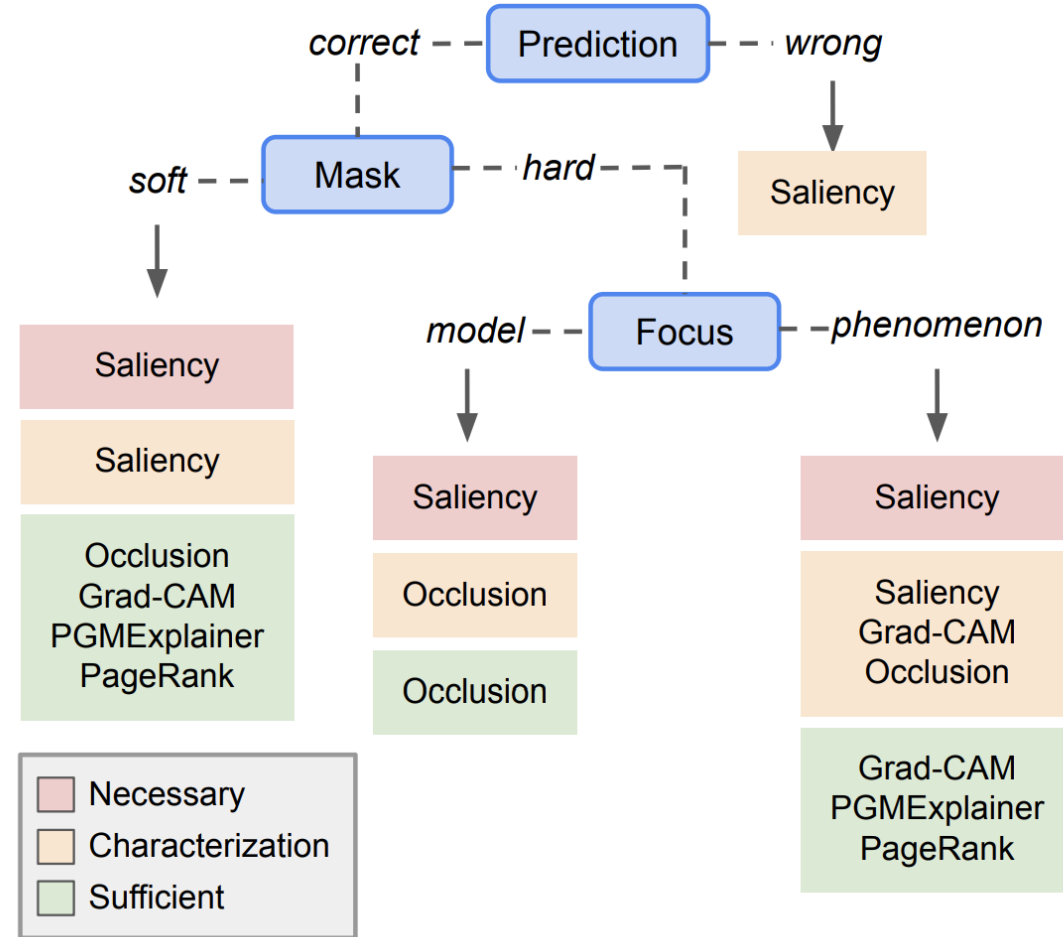 correct
Prediction
wrong
soft
Mask
hard
Saliency
model
Focus
phenomenon
Saliency
Saliency
Occlusion
Grad-CAM
PGMExplainer
PageRank
Saliency
Occlusion
Occlusion
Saliency
Saliency
Grad-CAM
Occlusion
Grad-CAM
PGMExplainer
PageRank
Necessary
Characterization
Sufficient